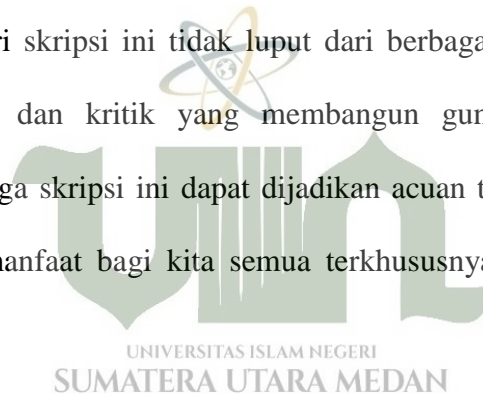 ri skripsi ini tidak luput dari berbaga
dan kritik yang membangun gun
ga skripsi ini dapat dijadikan acuan t
nanfaat bagi kita semua terkhususnya
UNIVERSITAS ISLAM NEGERI
SUMATERA UTARA MEDAN